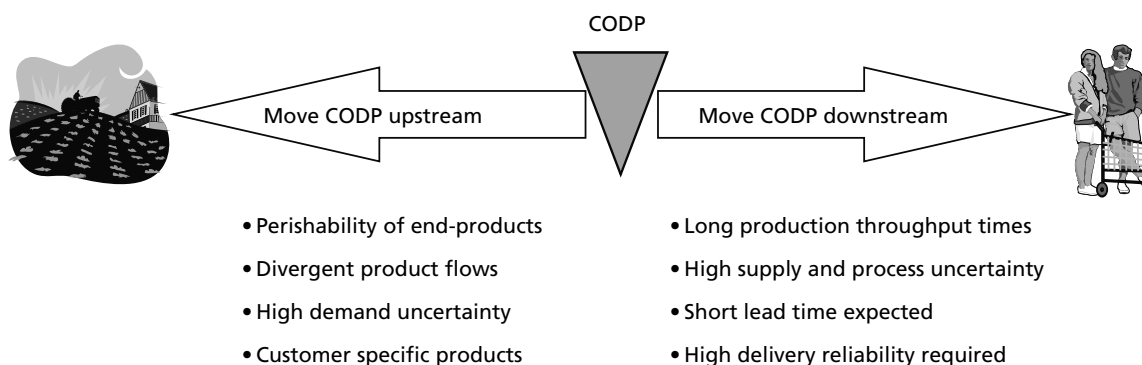 CODP
Move CODP upstream
Move CODP downstream
• Perishability of end-products
• Divergent product flows
• High demand uncertainty
• Customer specific products
• Long production throughput times
• High supply and process uncertainty
• Short lead time expected
• High delivery reliability required